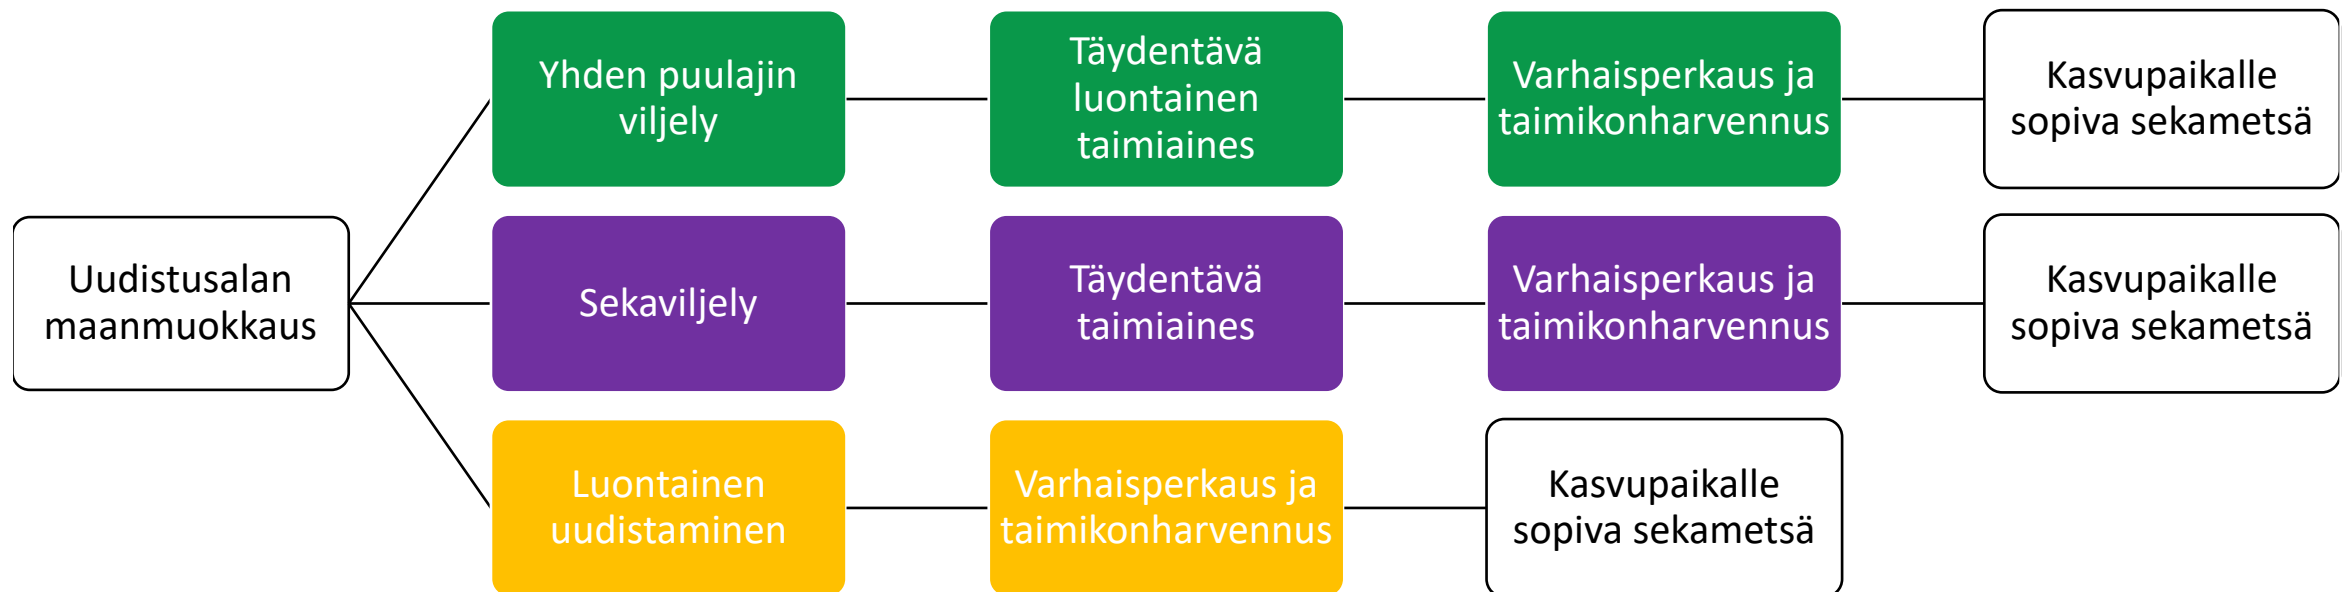 Yhden puulajin
viljely
Täydentävä
luontainen
taimiaines
Varhaisperkaus ja
taimikonharvennus
Kasvupaikalle
sopiva sekametsä
Uudistusalan
maanmuokkaus
Sekaviljely
Täydentävä
taimiaines
Varhaisperkaus ja
taimikonharvennus
Kasvupaikalle
sopiva sekametsä
Luontainen
uudistaminen
Varhaisperkaus ja
taimikonharvennus
Kasvupaikalle
sopiva sekametsä